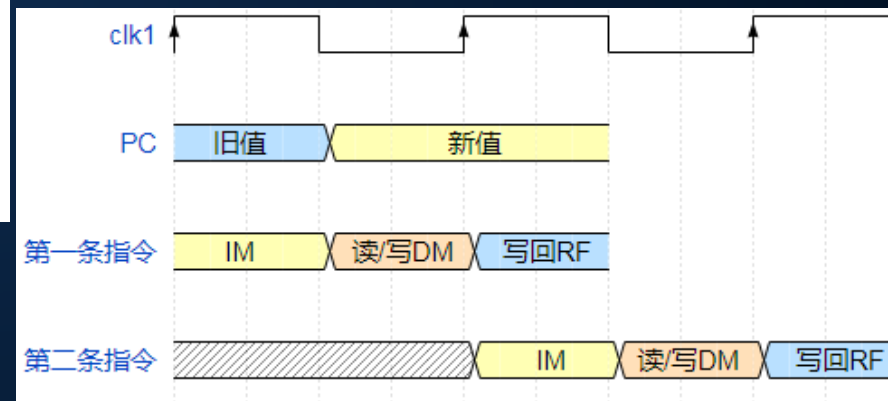 clk1
PC 旧值 新值
第一条指令 IM 读/写DM 写回RF
第二条指令 IM 读/写DM 写回RF